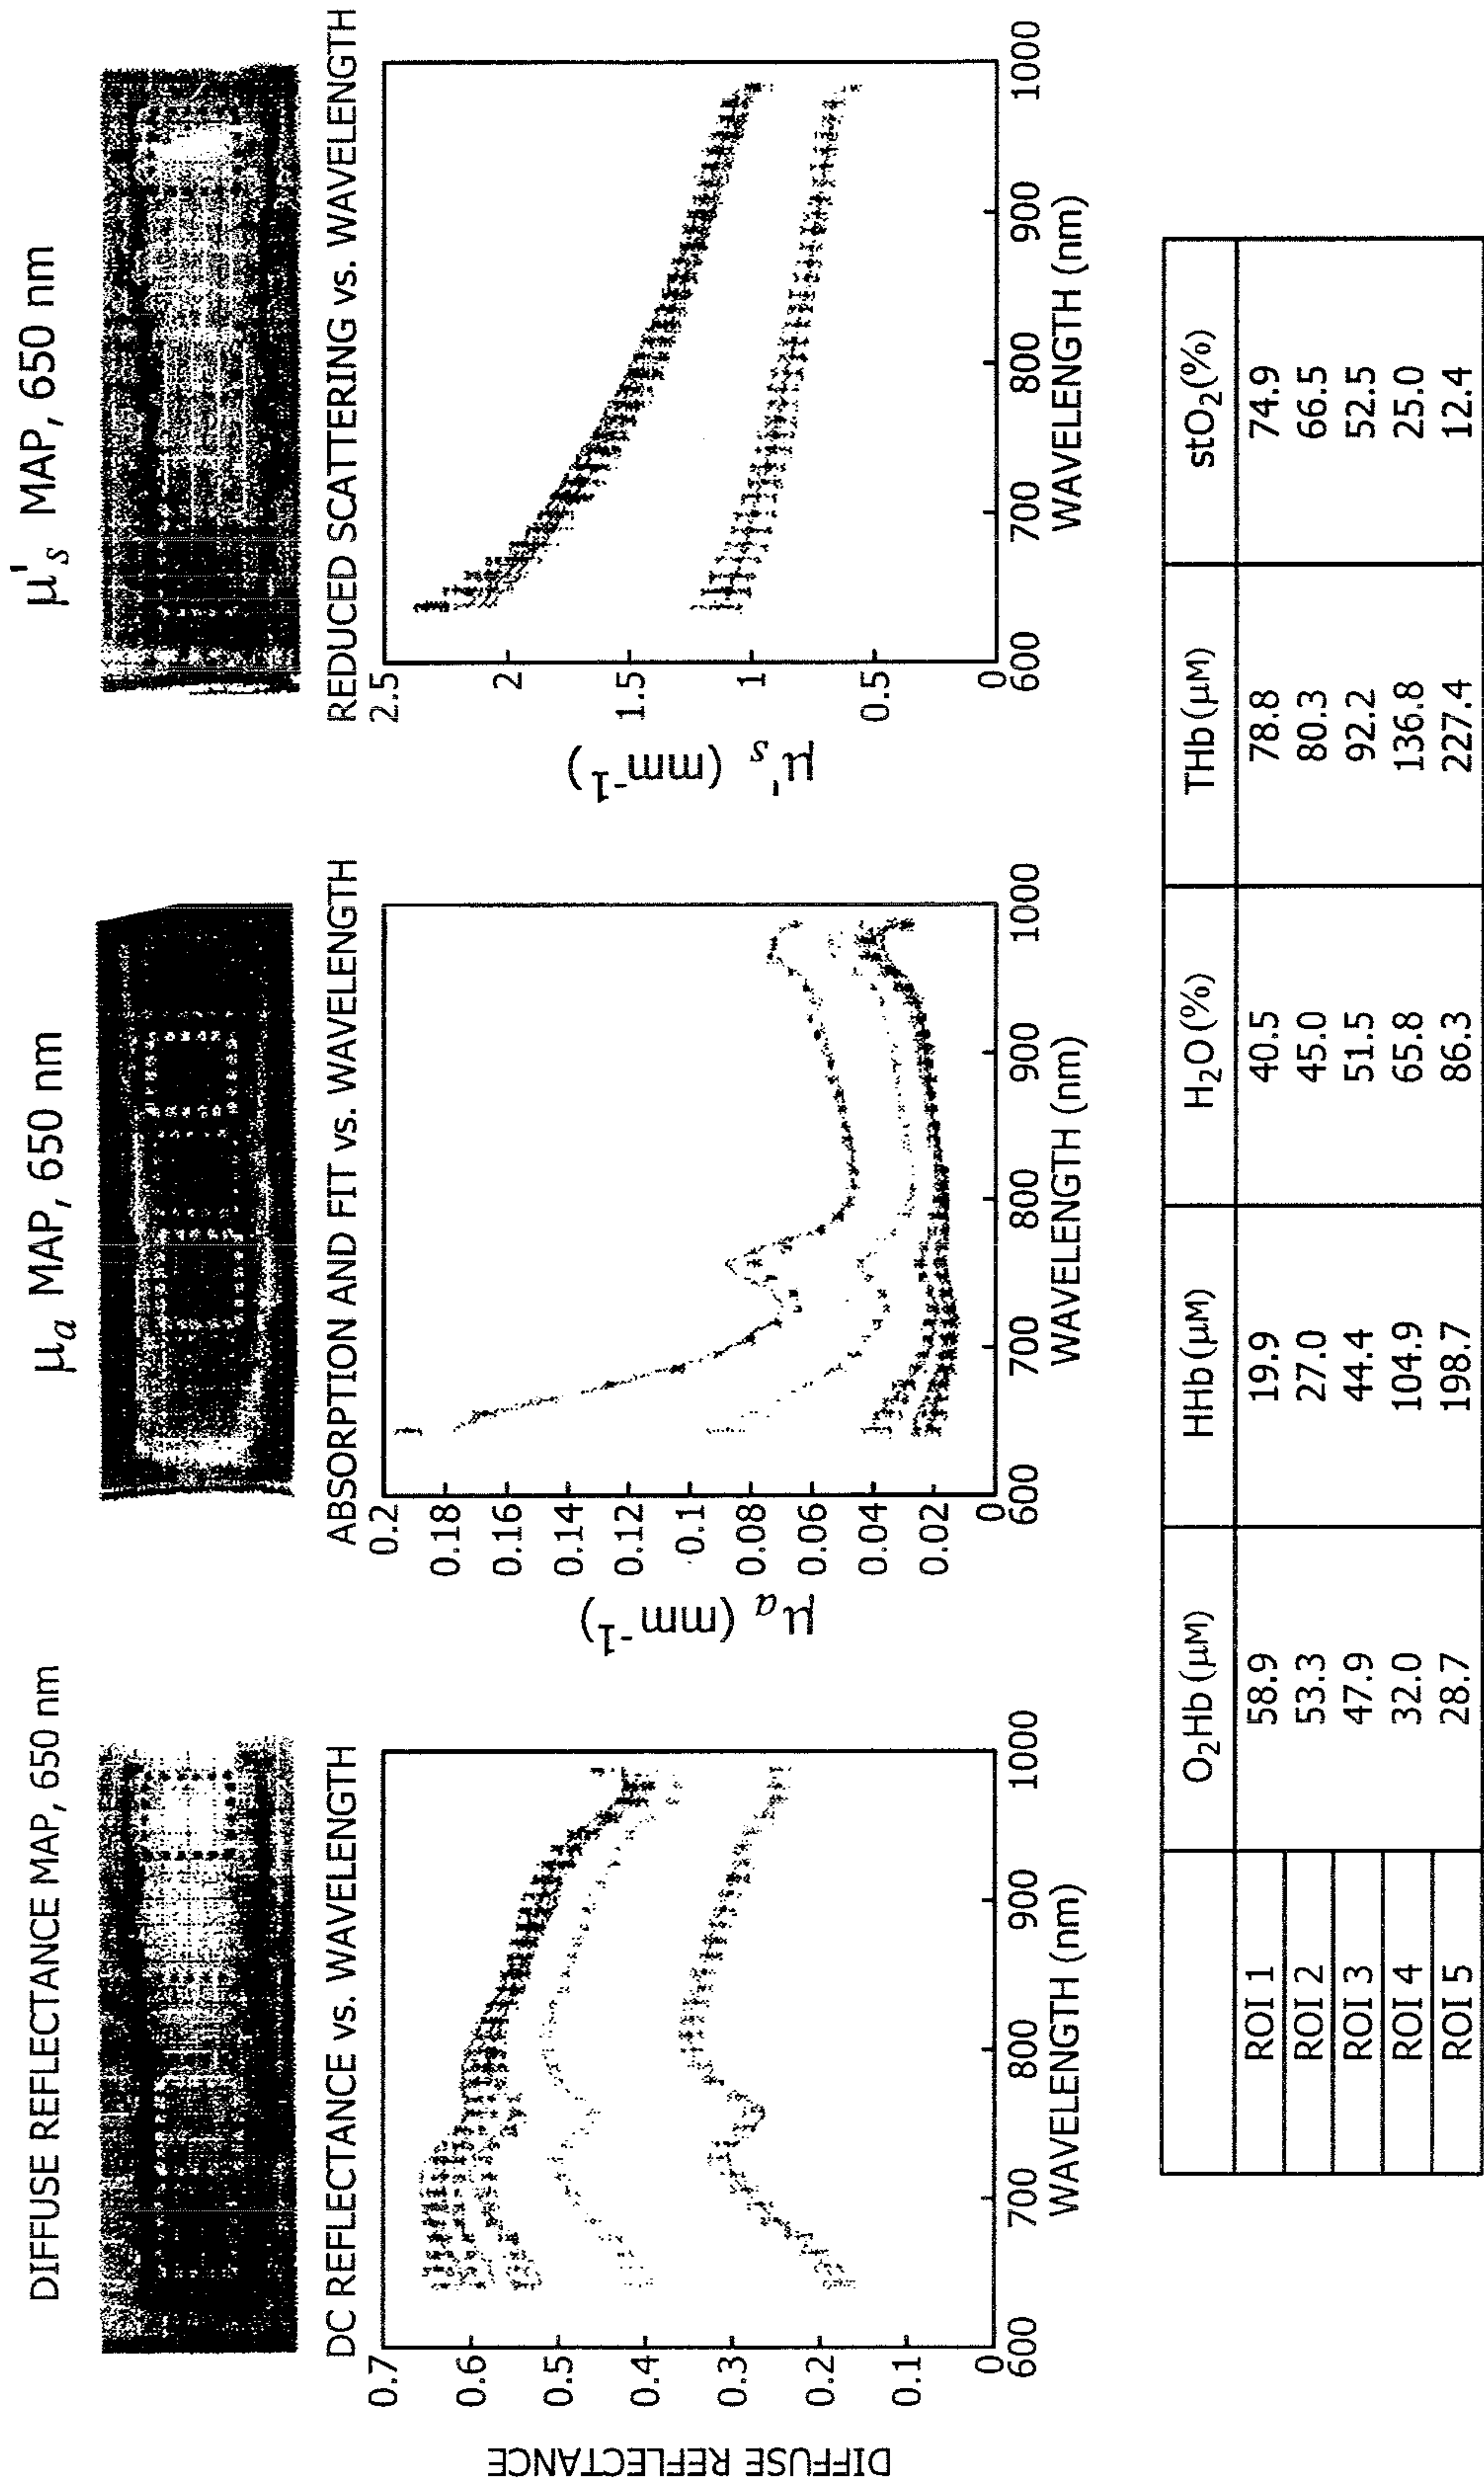 DIFFUSE REFLECTANCE MAP, 650 nm
μa MAP, 650 nm
μ's MAP, 650 nm
DC REFLECTANCE vs. WAVELENGTH
DIFFUSE REFLECTANCE
0.7
0.6
0.5
0.4
0.3
0.2
0.1
0
600 700 800 900 1000
WAVELENGTH (nm)
ABSORPTION AND FIT vs. WAVELENGTH
μa (mm-1)
0.2
0.18
0.16
0.14
0.12
0.1
0.08
0.06
0.04
0.02
0
600 700 800 900 1000
WAVELENGTH (nm)
REDUCED SCATTERING vs. WAVELENGTH
μ's (mm-1)
2.5
2
1.5
1
0.5
0
600 700 800 900 1000
WAVELENGTH (nm)
O2Hb (μM) HHb (μM) H2O (%) THb (μM) stO2 (%)
ROI 1 58.9 19.9 40.5 78.8 74.9
ROI 2 53.3 27.0 45.0 80.3 66.5
ROI 3 47.9 44.4 51.5 92.2 52.5
ROI 4 32.0 104.9 65.8 136.8 25.0
ROI 5 28.7 198.7 86.3 227.4 12.4